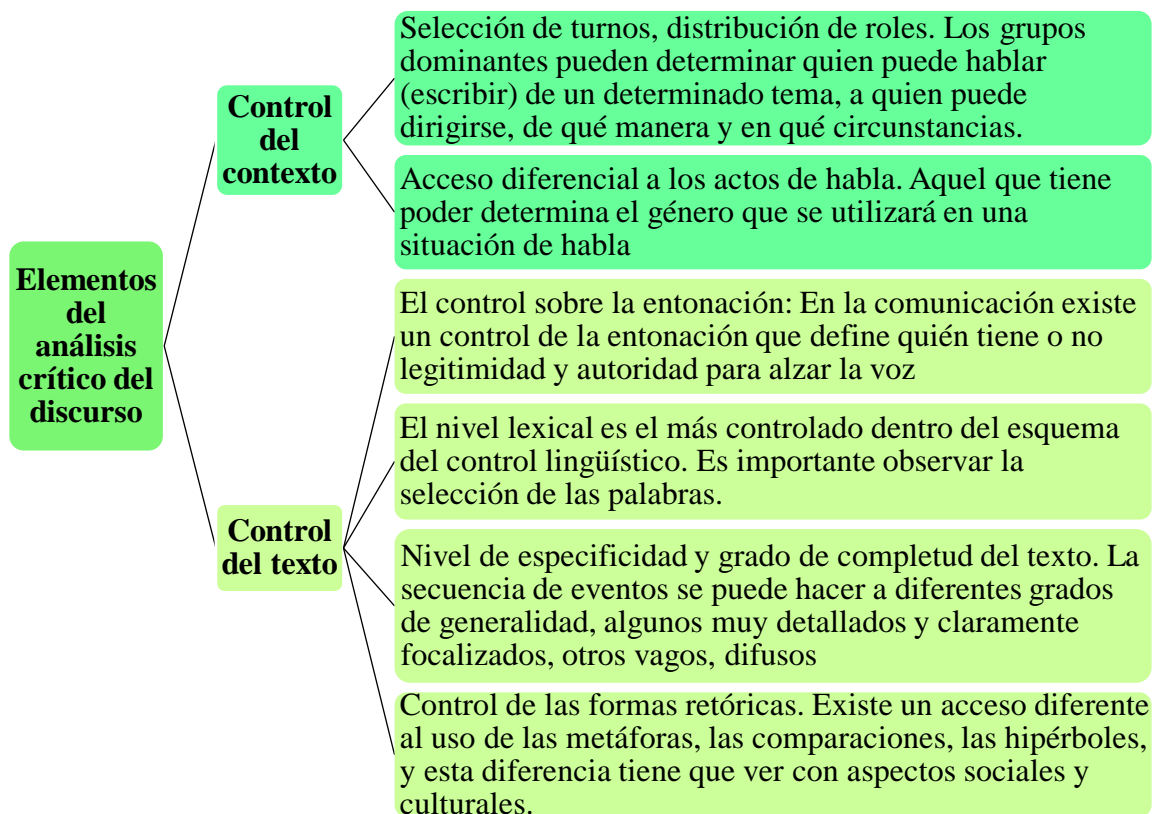 Elementos
del
análisis
crítico del
discurso
Control
del
contexto
Selección de turnos, distribución de roles. Los grupos
dominantes pueden determinar quien puede hablar
(escribir) de un determinado tema, a quien puede
dirigirse, de qué manera y en qué circunstancias.
Acceso diferencial a los actos de habla. Aquel que tiene
poder determina el género que se utilizará en una
situación de habla
Control
del texto
El control sobre la entonación: En la comunicación existe
un control de la entonación que define quién tiene o no
legitimidad y autoridad para alzar la voz
El nivel lexical es el más controlado dentro del esquema
del control lingüístico. Es importante observar la
selección de las palabras.
Nivel de especificidad y grado de completud del texto. La
secuencia de eventos se puede hacer a diferentes grados
de generalidad, algunos muy detallados y claramente
focalizados, otros vagos, difusos
Control de las formas retóricas. Existe un acceso diferente
al uso de las metáforas, las comparaciones, las hipérboles,
y esta diferencia tiene que ver con aspectos sociales y
culturales.